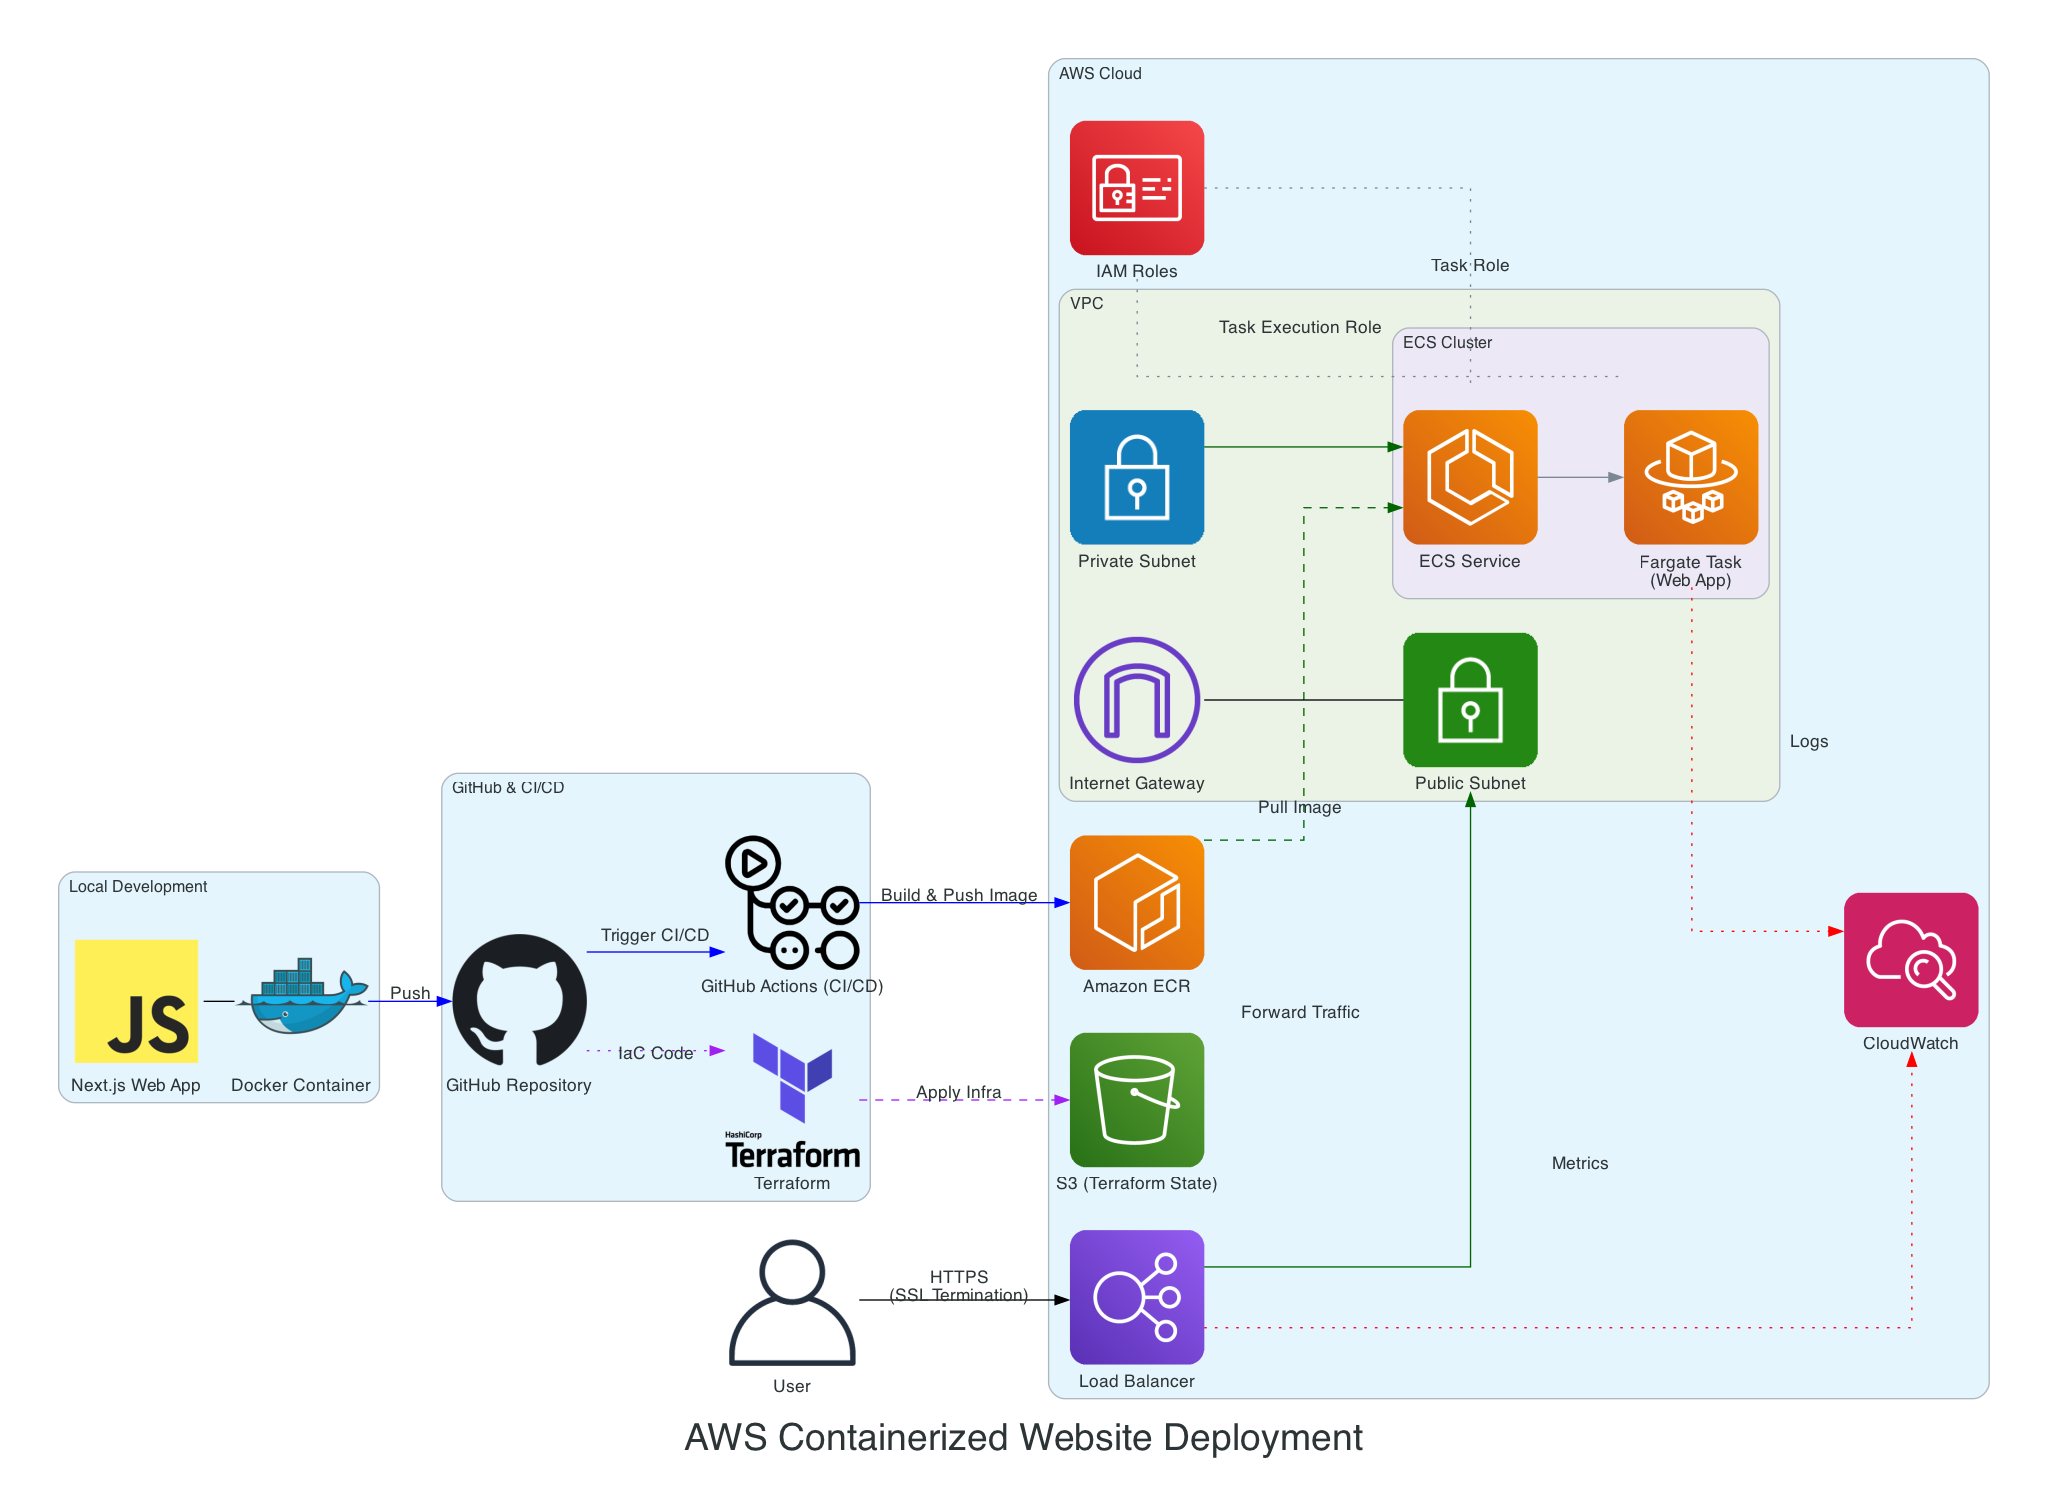 AWS Cloud
IAM Roles
Task Role
VPC
Task Execution Role
ECS Cluster
Private Subnet
ECS Service
Fargate Task
(Web App)
Internet Gateway
Public Subnet
Logs
Pull Image
GitHub & CI/CD
Local Development
Build & Push Image
Trigger CI/CD
GitHub Actions (CI/CD)
Amazon ECR
Push
JS
Forward Traffic
CloudWatch
IaC Code
Next.js Web App
Docker Container
GitHub Repository
Apply Infra
HashiCorp
Terraform
Terraform
S3 (Terraform State)
Metrics
HTTPS
(SSL Termination)
User
Load Balancer
AWS Containerized Website Deployment